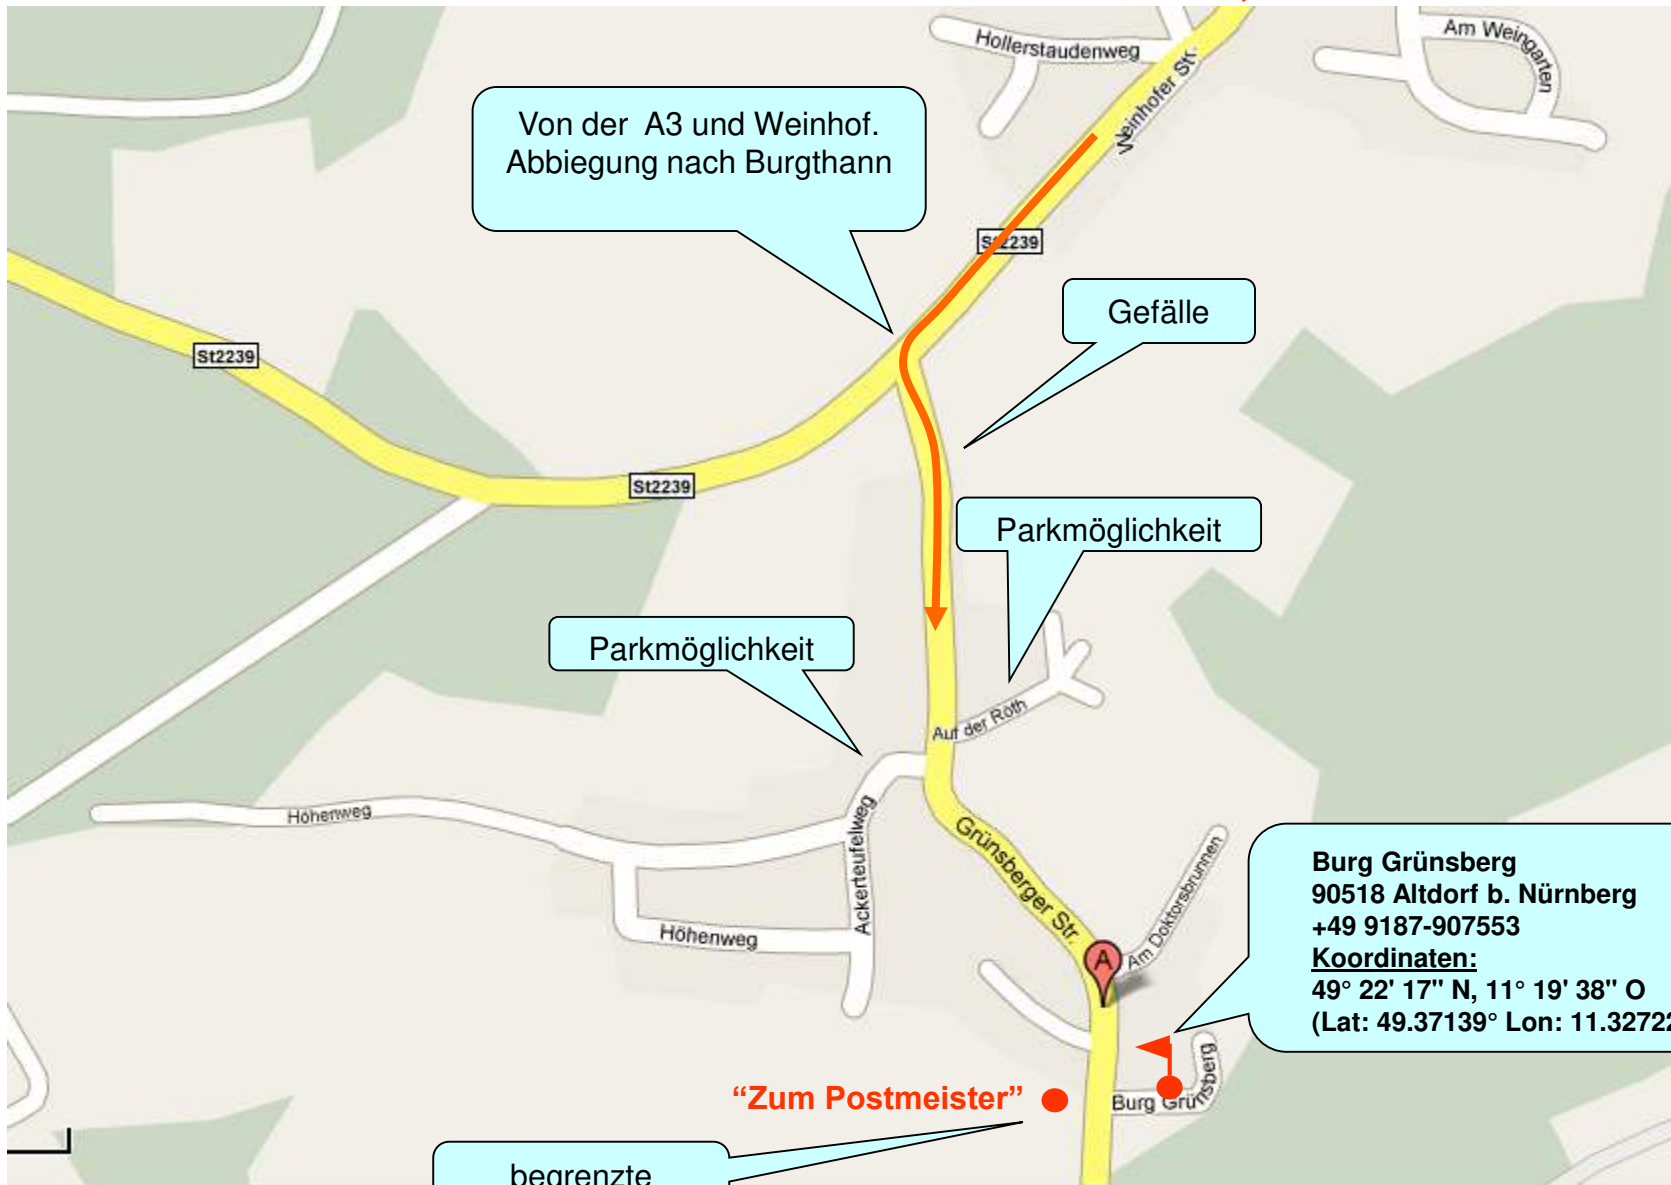 Hollerstaudenweg
Am Weingarten
Weinhofer Str.
Von der A3 und Weinhof.
Abbiegung nach Burgthann
St2239
Gefälle
St2239
St2239
Parkmöglichkeit
Parkmöglichkeit
Auf der Röth
Höhenweg
Ackerteufelweg
Grünsberger Str.
Höhenweg
Am Doktorsbrunnen
A
Burg Grünsberg
90518 Altdorf b. Nürnberg
+49 9187-907553
Koordinaten:
49° 22' 17" N, 11° 19' 38" O
(Lat: 49.37139° Lon: 11.32722
“Zum Postmeister”
Burg Grünsberg
begrenzte